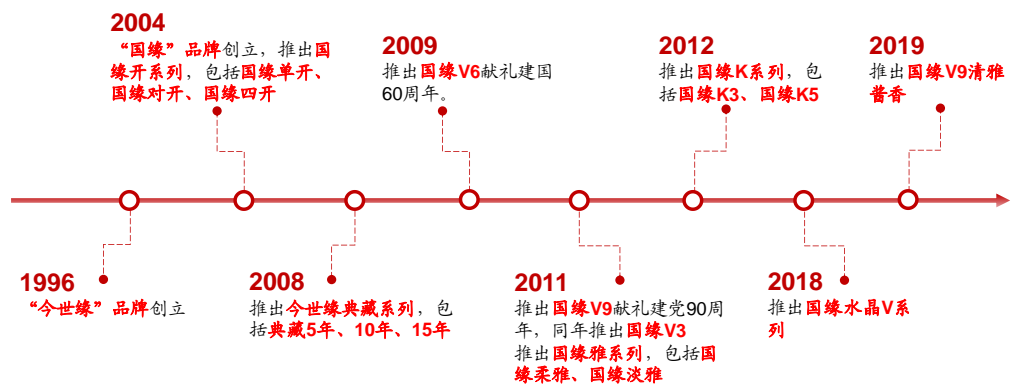 2004
“国缘”品牌创立，推出国
缘开系列，包括国缘单开、
国缘对开、国缘四开
2009
推出国缘V6献礼建国
60周年。
2012
推出国缘K系列，包
括国缘K3、国缘K5
2019
推出国缘V9清雅
酱香
1996
“今世缘”品牌创立
2008
推出今世缘典藏系列，包
括典藏5年、10年、15年
2011
推出国缘V9献礼建党90周
年，同年推出国缘V3
推出国缘雅系列，包括国
缘柔雅、国缘淡雅
2018
推出国缘水晶V系
列